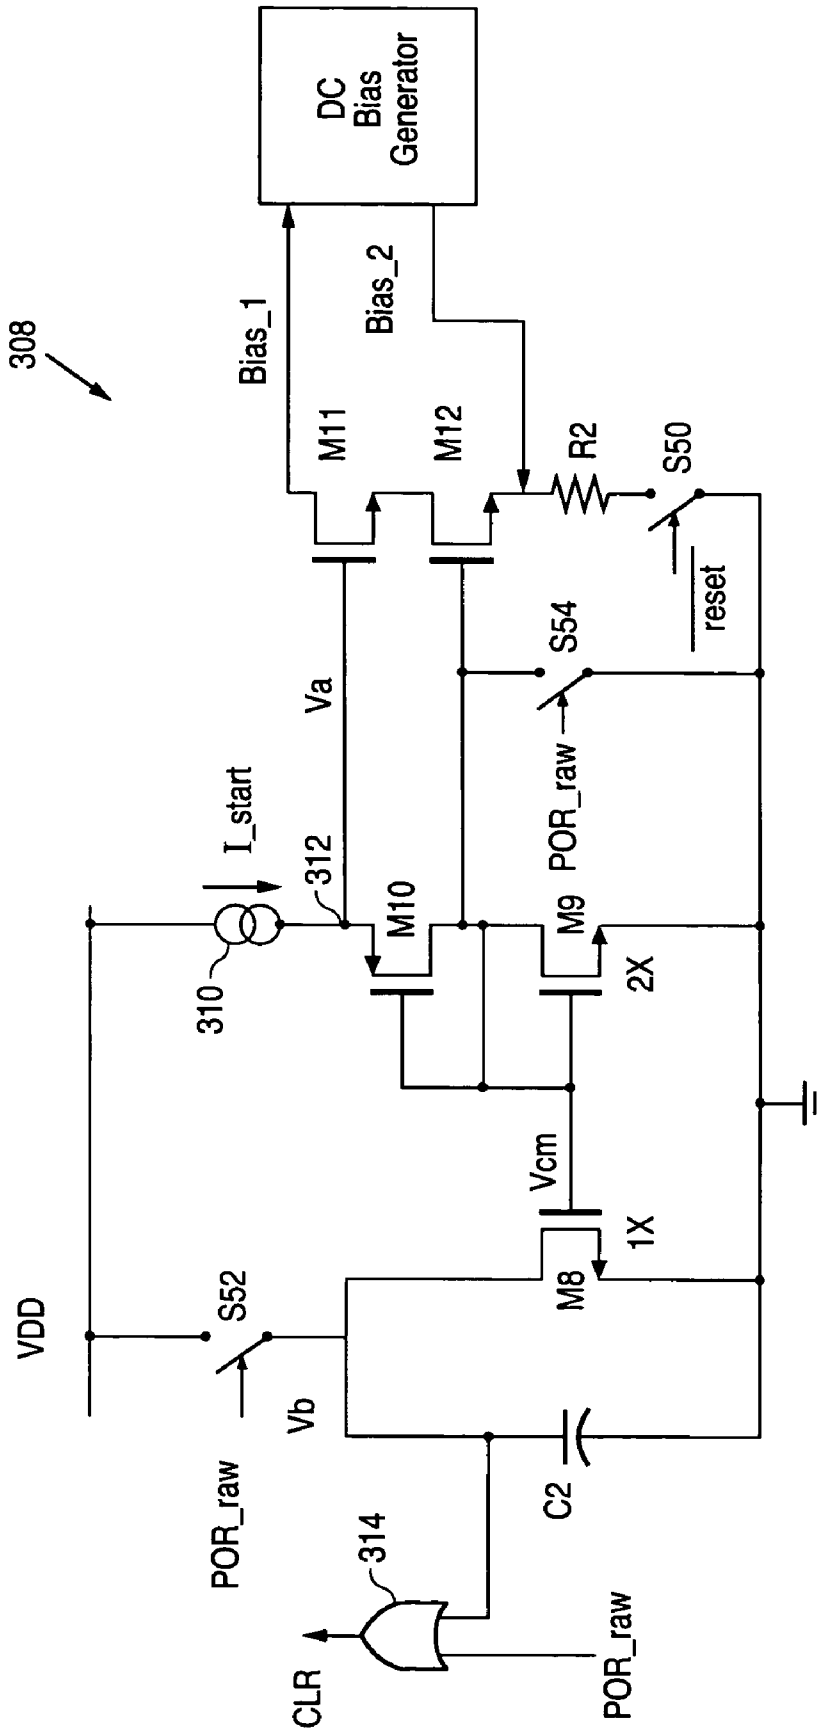 308
VDD
POR_raw
S52
Vb
CLR
314
POR_raw
C2
M8
1X
Vcm
310
I_start
312
M10
M9
2X
Va
POR_raw
S54
M11
M12
Bias_1
Bias_2
R2
S50
reset
DC
Bias
Generator